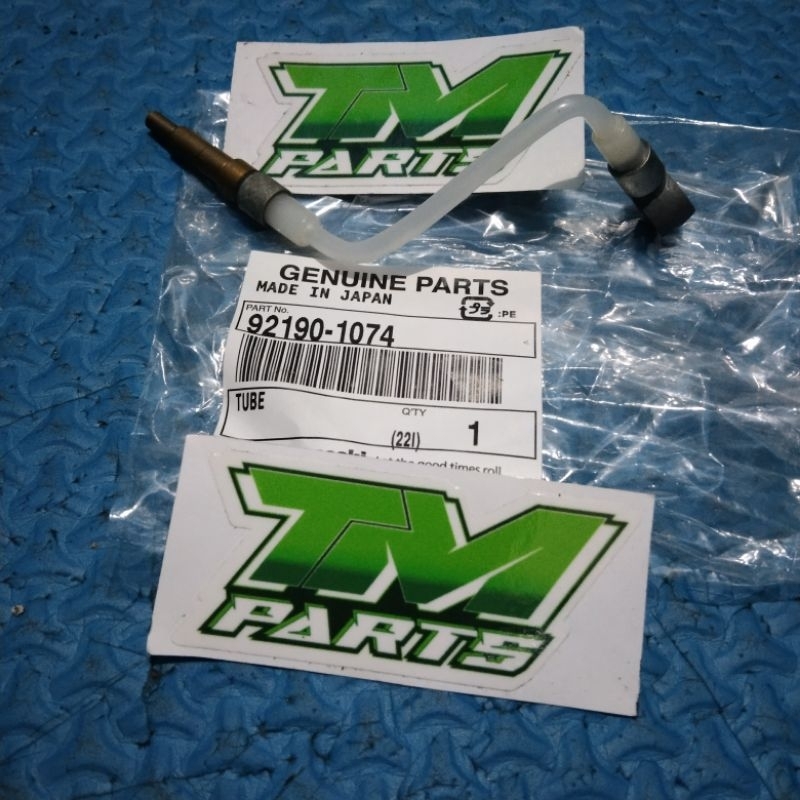 TM
PARTS
GENUINE PARTS
MADE IN JAPAN
:PE
PART No.
92190-1074
TUBE
Q'TY
(22I)
1
the good times roll
TM
PARTS